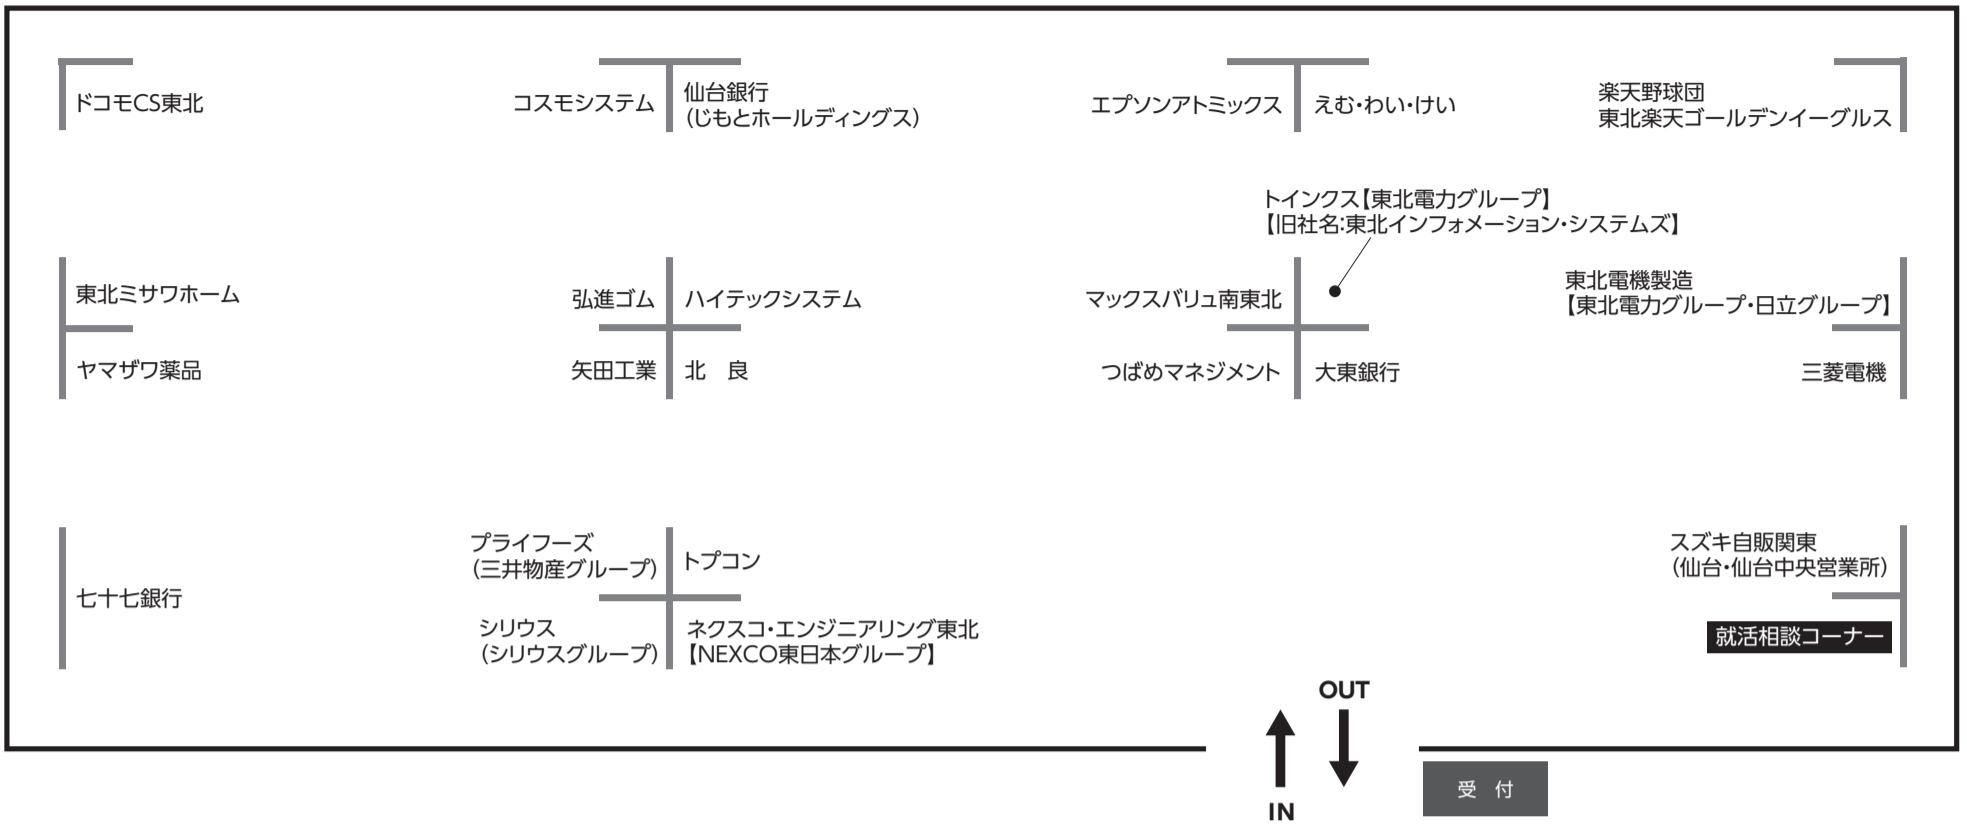 ドコモCS東北
コスモシステム
仙台銀行
(じもとホールディングス)
エプソンアトミックス
えむ・わい・けい
楽天野球団
東北楽天ゴールデンイーグルス
トインクス【東北電力グループ】
【旧社名:東北インフォメーション・システムズ】
東北ミサワホーム
弘進ゴム
ハイテックシステム
マックスバリュ南東北
東北電機製造
【東北電力グループ・日立グループ】
ヤマザワ薬品
矢田工業
北　良
つばめマネジメント
大東銀行
三菱電機
七十七銀行
プライフーズ
(三井物産グループ)
トプコン
シリウス
(シリウスグループ)
ネクスコ・エンジニアリング東北
【NEXCO東日本グループ】
スズキ自販関東
(仙台・仙台中央営業所)
就活相談コーナー
OUT
IN
受　付